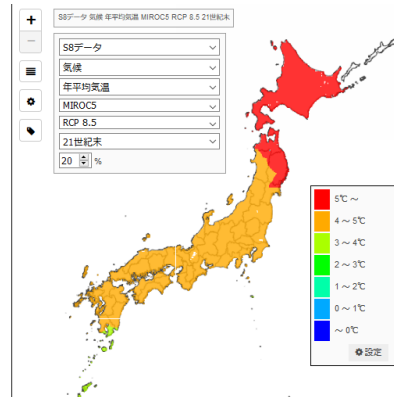 S8データ 気候 年平均気温 MIROC5 RCP 8.5 21世紀末
S8データ
気候
年平均気温
MIROC5
RCP 8.5
21世紀末
20 %
5℃ ～
4 ～ 5℃
3 ～ 4℃
2 ～ 3℃
1 ～ 2℃
0 ～ 1℃
～ 0℃
設定